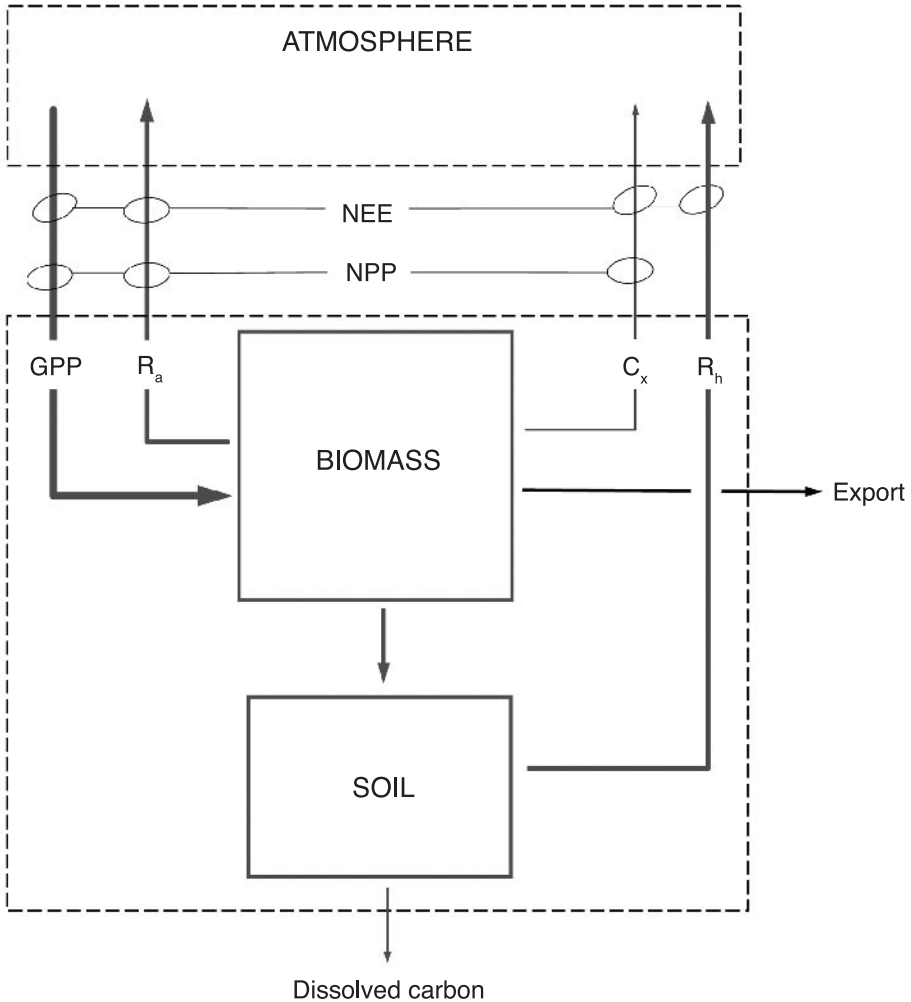 ATMOSPHERE
NEE
NPP
GPP
Rₐ
Cₓ
Rₕ
BIOMASS
Export
SOIL
Dissolved carbon